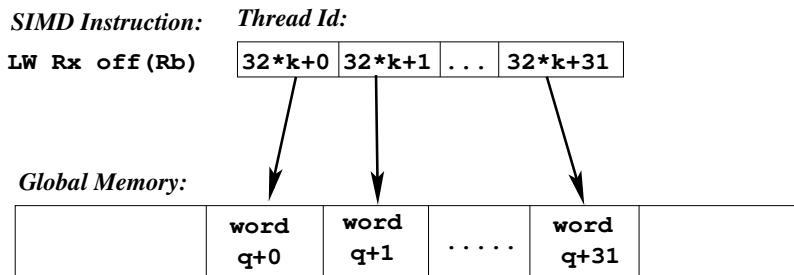 SIMD Instruction: Thread Id:
LW Rx off(Rb) 32*k+0 32*k+1 ... 32*k+31
Global Memory:
word word ..... word
q+0 q+1 q+31